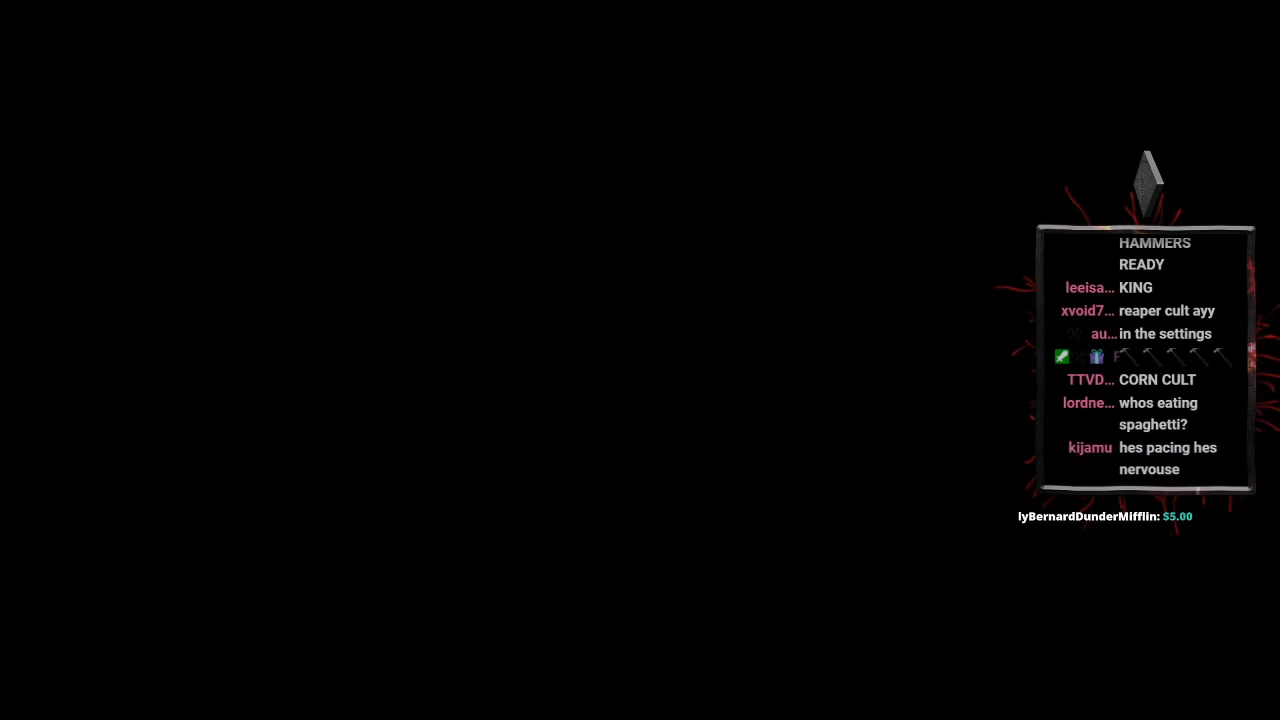 HAMMERS
READY
leeisa... KING
xvoid7... reaper cult ayy
au... in the settings
F
TTVD... CORN CULT
lordne... whos eating
spaghetti?
kijamu hes pacing hes
nervouse
lyBernardDunderMifflin: $5.00